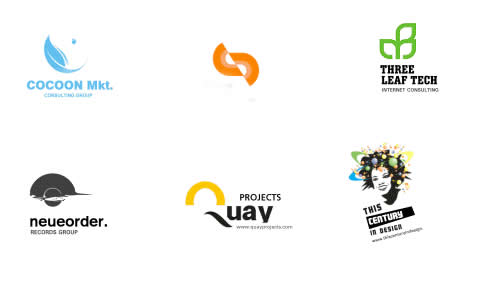 COCOON Mkt.
CONSULTING GROUP
THREE
LEAF TECH
INTERNET CONSULTING
neueorder.
RECORDS GROUP
PROJECTS
Quay
www.quayprojects.com
THIS
CENTURY
IN DESIGN